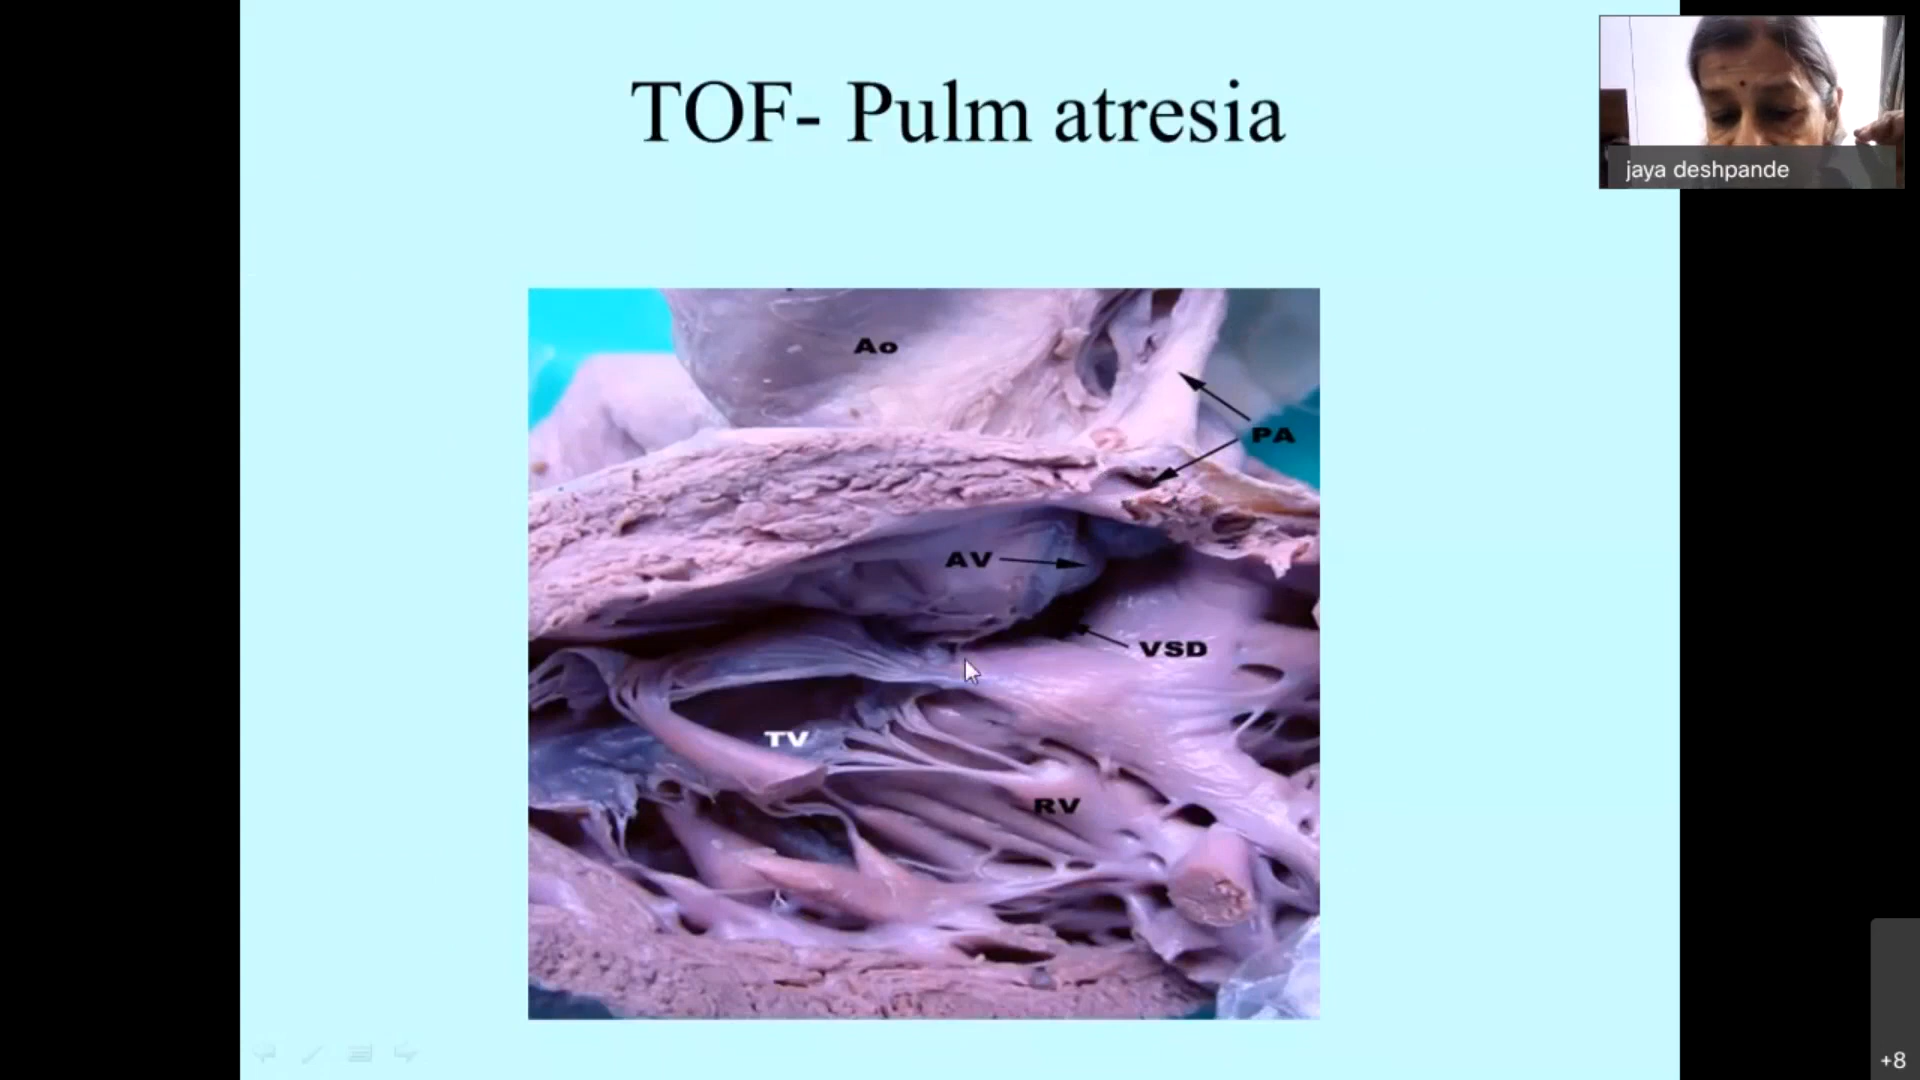 TOF- Pulm atresia
jaya deshpande
Ao
PA
AV
VSD
TV
RV
+8